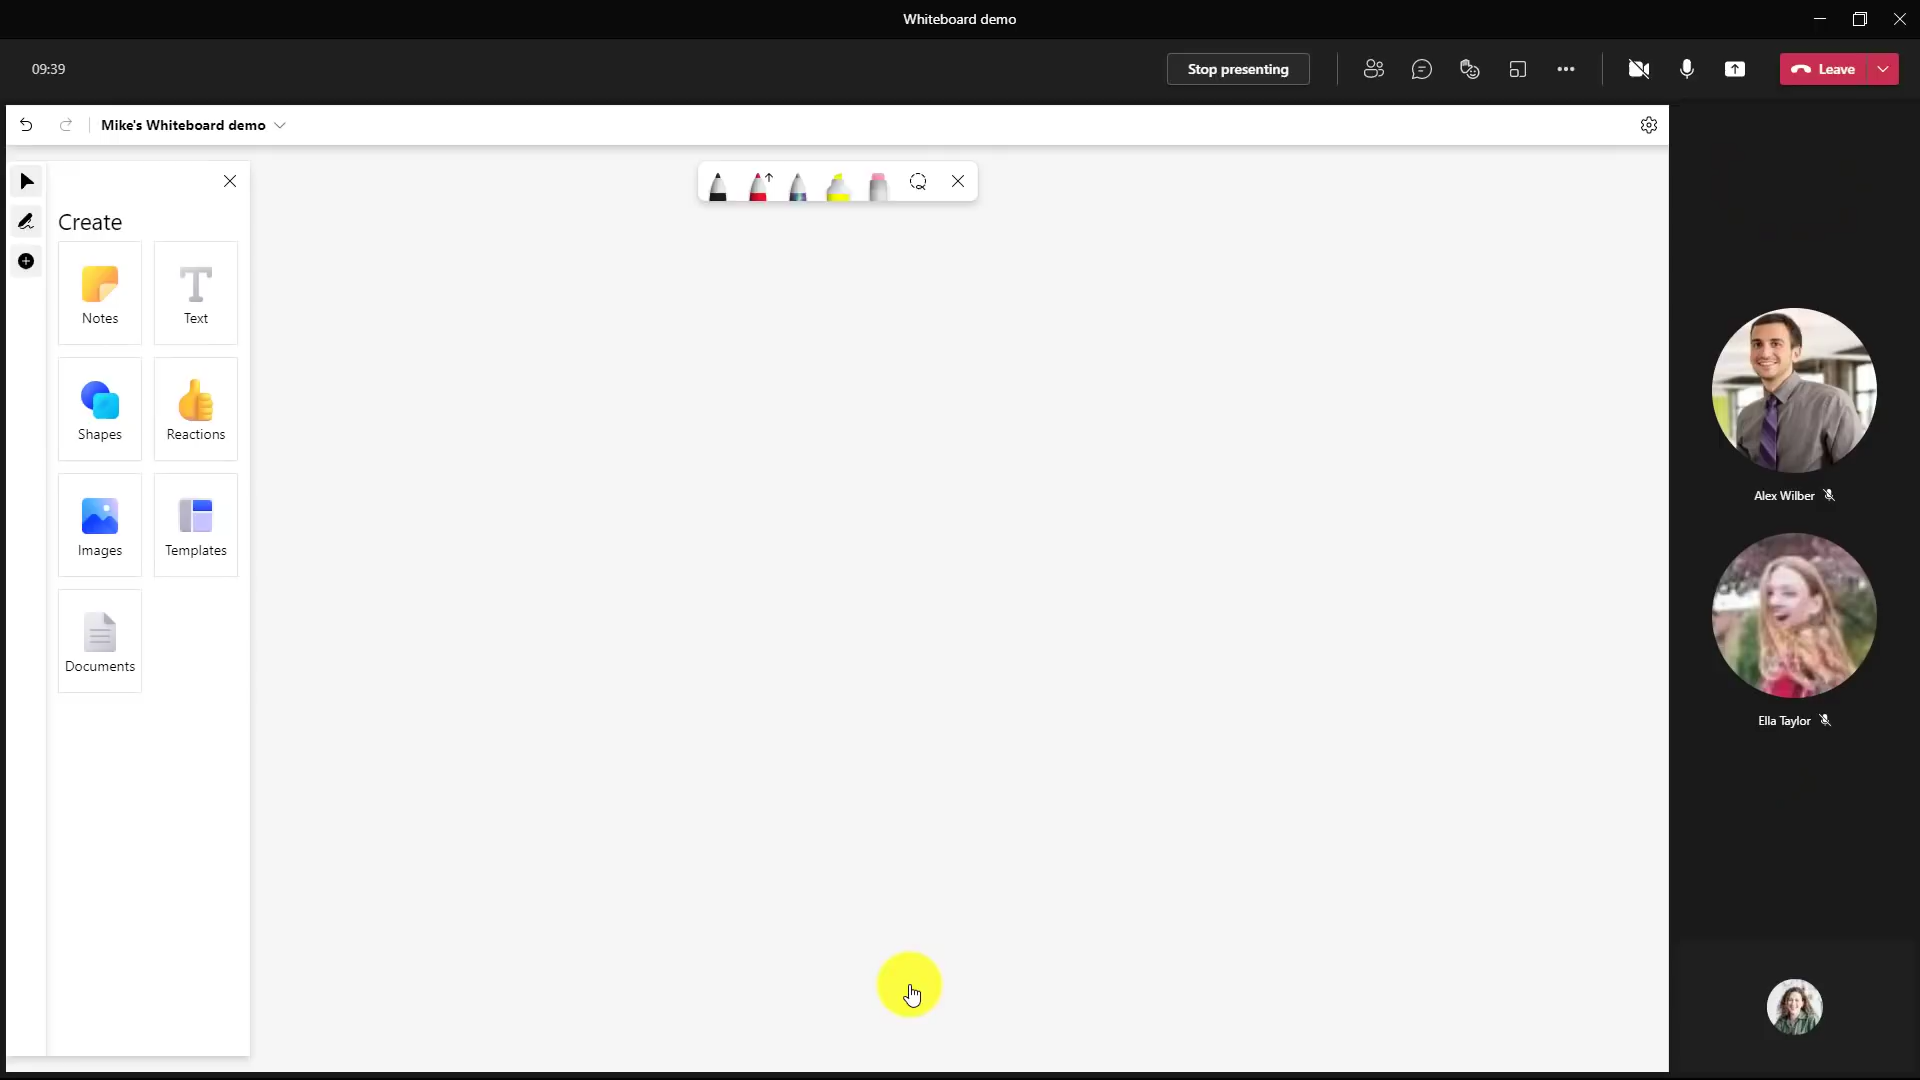 Whiteboard demo
09:39
Stop presenting
Leave
Mike's Whiteboard demo
Create
Notes
Text
Shapes
Reactions
Images
Templates
Documents
Alex Wilber
Ella Taylor